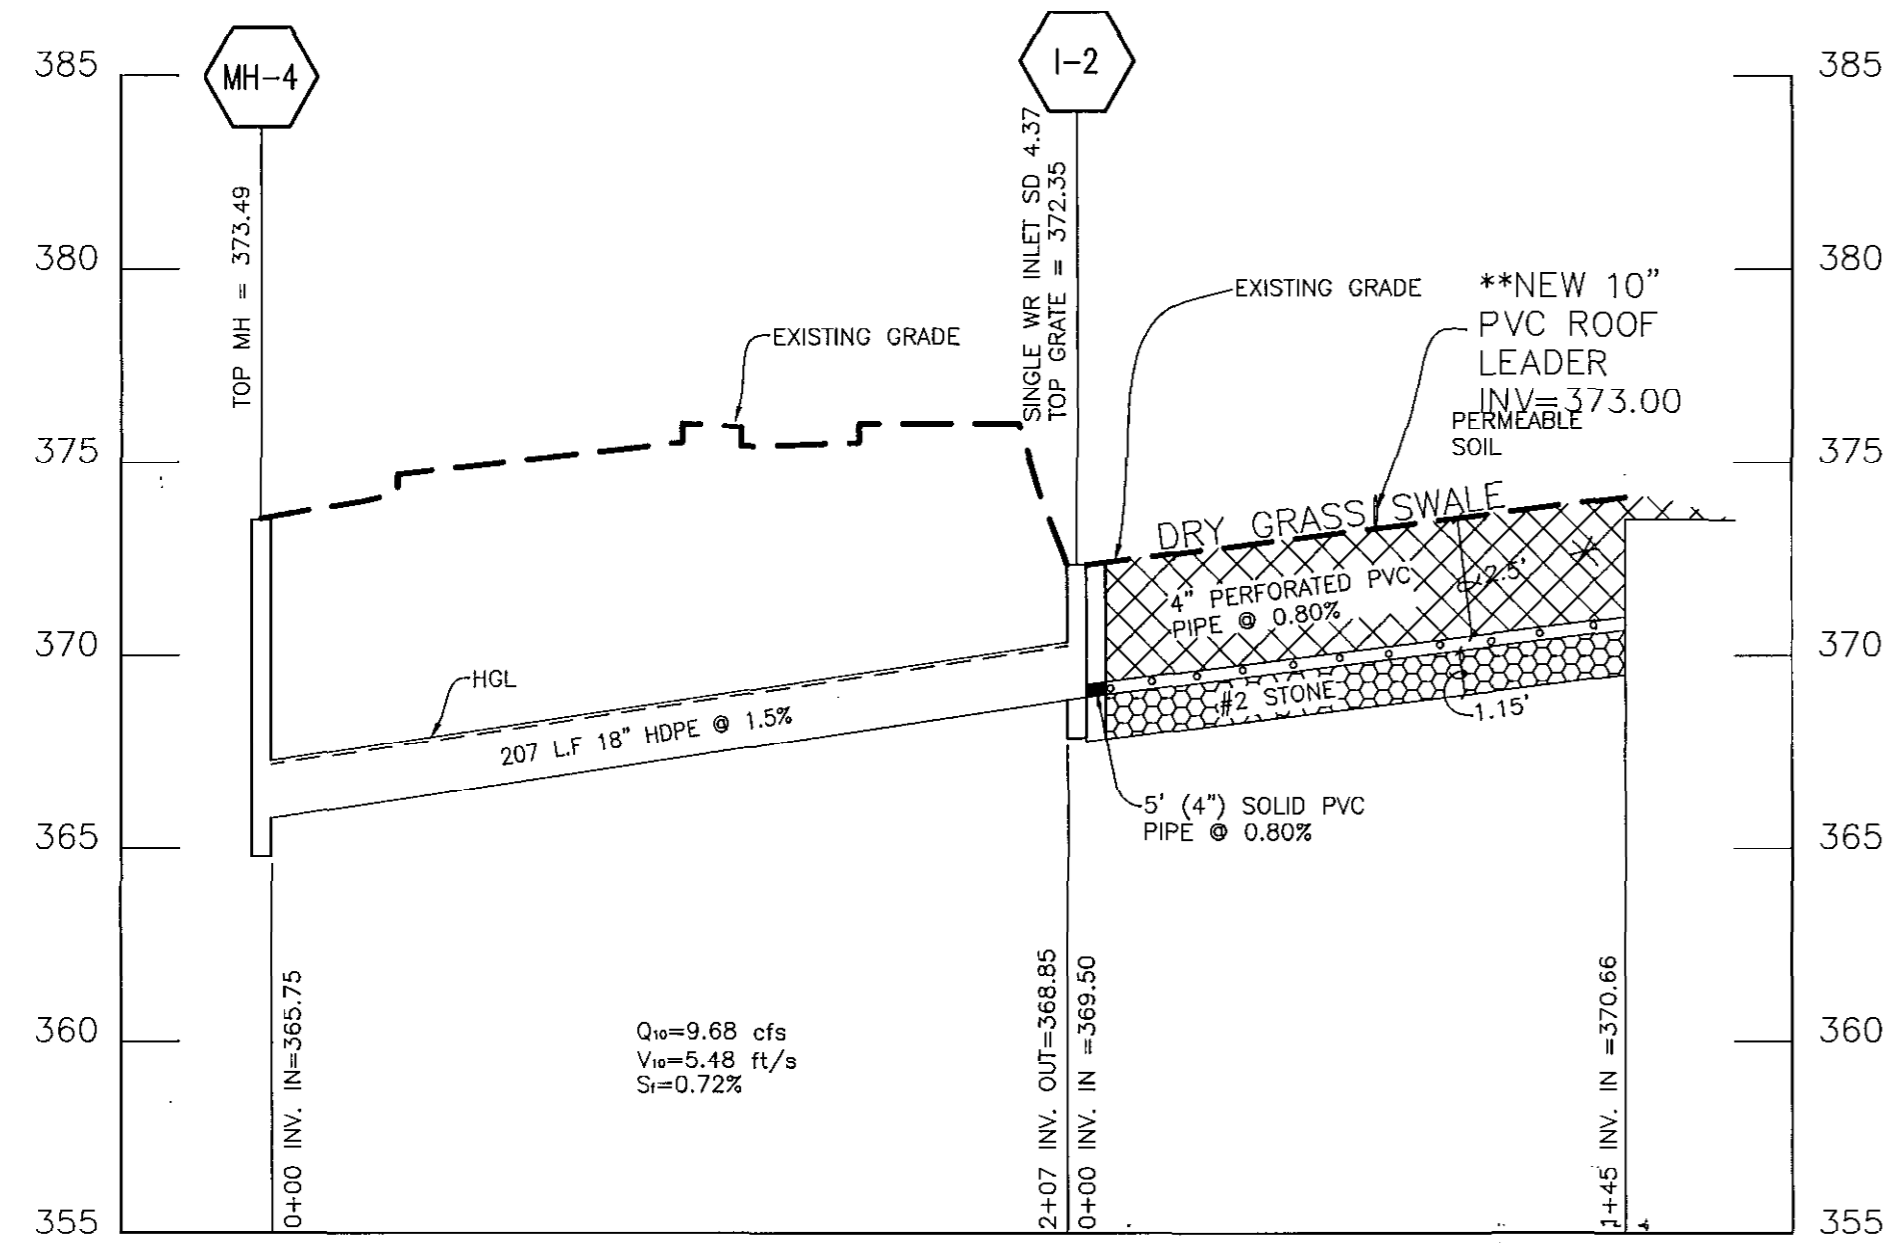 MH-4
I-2
385
385
380
380
375
375
370
370
365
365
360
360
355
355
TOP MH = 373.49
SINGLE WR INLET SD 4.37
TOP GRATE = 372.35
EXISTING GRADE
EXISTING GRADE
**NEW 10"
PVC ROOF
LEADER
INV=373.00
PERMEABLE
SOIL
DRY GRASS SWALE
4" PERFORATED PVC
PIPE @ 0.80%
2.5'
HGL
207 L.F 18" HDPE @ 1.5%
#2 STONE
1.15'
5' (4") SOLID PVC
PIPE @ 0.80%
Q10=9.68 cfs
V10=5.48 ft/s
Sf=0.72%
0+00 INV. IN=365.75
2+07 INV. OUT=368.85
0+00 INV. IN =369.50
1+45 INV. IN =370.66